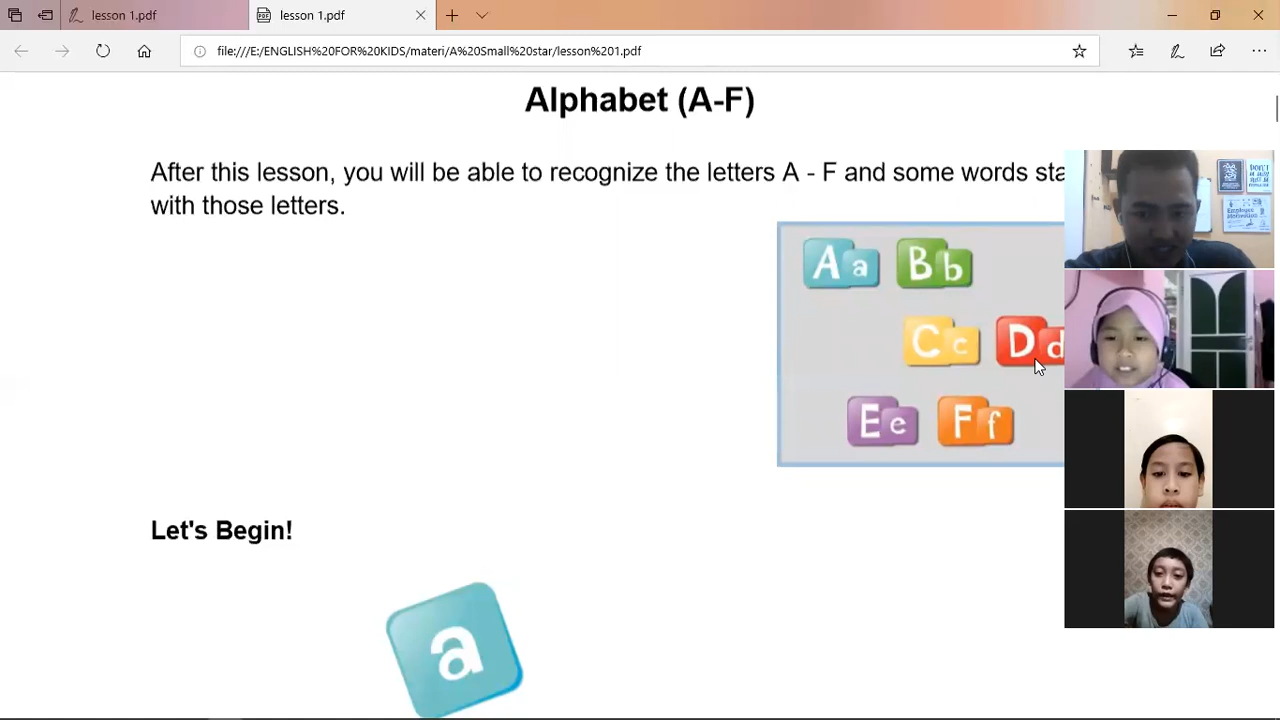 lesson 1.pdf
lesson 1.pdf
file:///E:/ENGLISH%20FOR%20KIDS/materi/A%20Small%20star/lesson%201.pdf
Alphabet (A-F)
After this lesson, you will be able to recognize the letters A - F and some words sta
with those letters.
Aa Bb
Cc Dd
Ee Ff
Let's Begin!
a